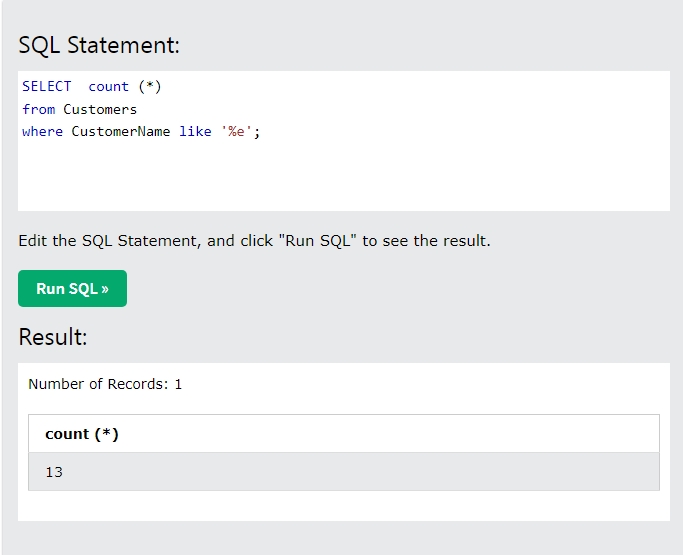 SQL Statement:
SELECT  count (*)
from Customers
where CustomerName like '%e';
Edit the SQL Statement, and click "Run SQL" to see the result.
Run SQL »
Result:
Number of Records: 1
count (*)
13